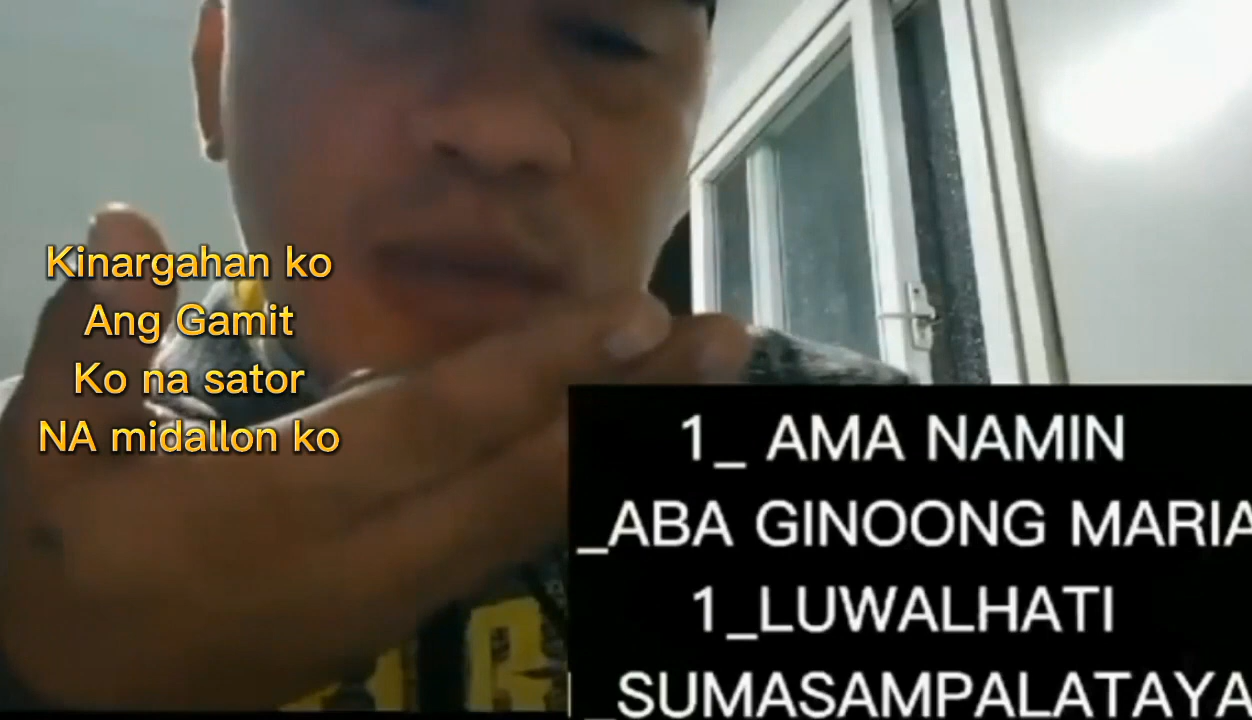 Kinargahan ko
Ang Gamit
Ko na sator
NA midallon ko
1_ AMA NAMIN
_ABA GINOONG MARIA
1_LUWALHATI
_SUMASAMPALATAYA